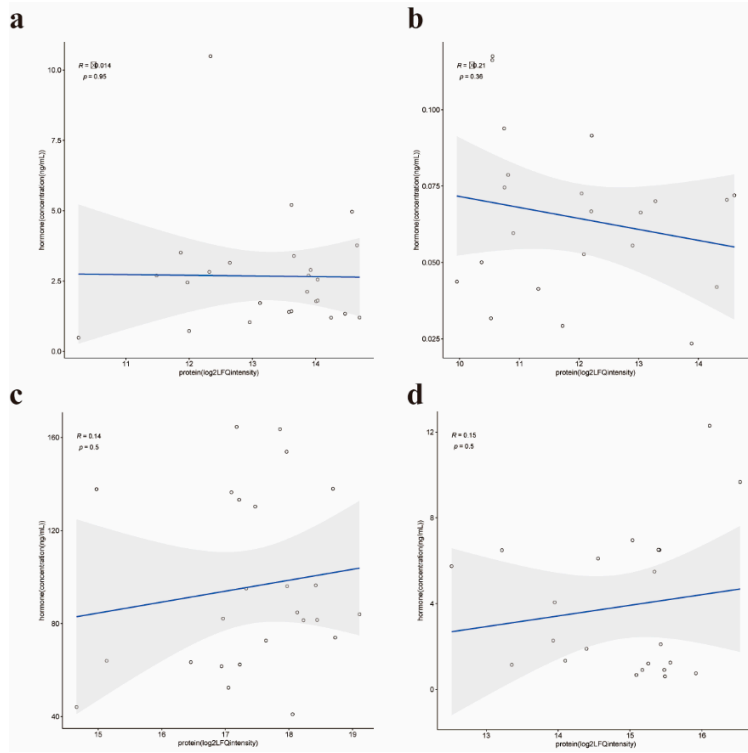 a
R = ☒0.014
p = 0.95
10.0
7.5
5.0
2.5
0.0
hormone(concentration(ng/mL))
11
12
13
14
protein(log2LFQintensity)
b
R = ☒0.21
p = 0.36
0.100
0.075
0.050
0.025
hormone(concentration(ng/mL))
10
11
12
13
14
protein(log2LFQintensity)
c
R = 0.14
p = 0.5
160
120
80
40
hormone(concentration(ng/mL))
15
16
17
18
19
protein(log2LFQintensity)
d
R = 0.15
p = 0.5
12
8
4
0
hormone(concentration(ng/mL))
13
14
15
16
protein(log2LFQintensity)